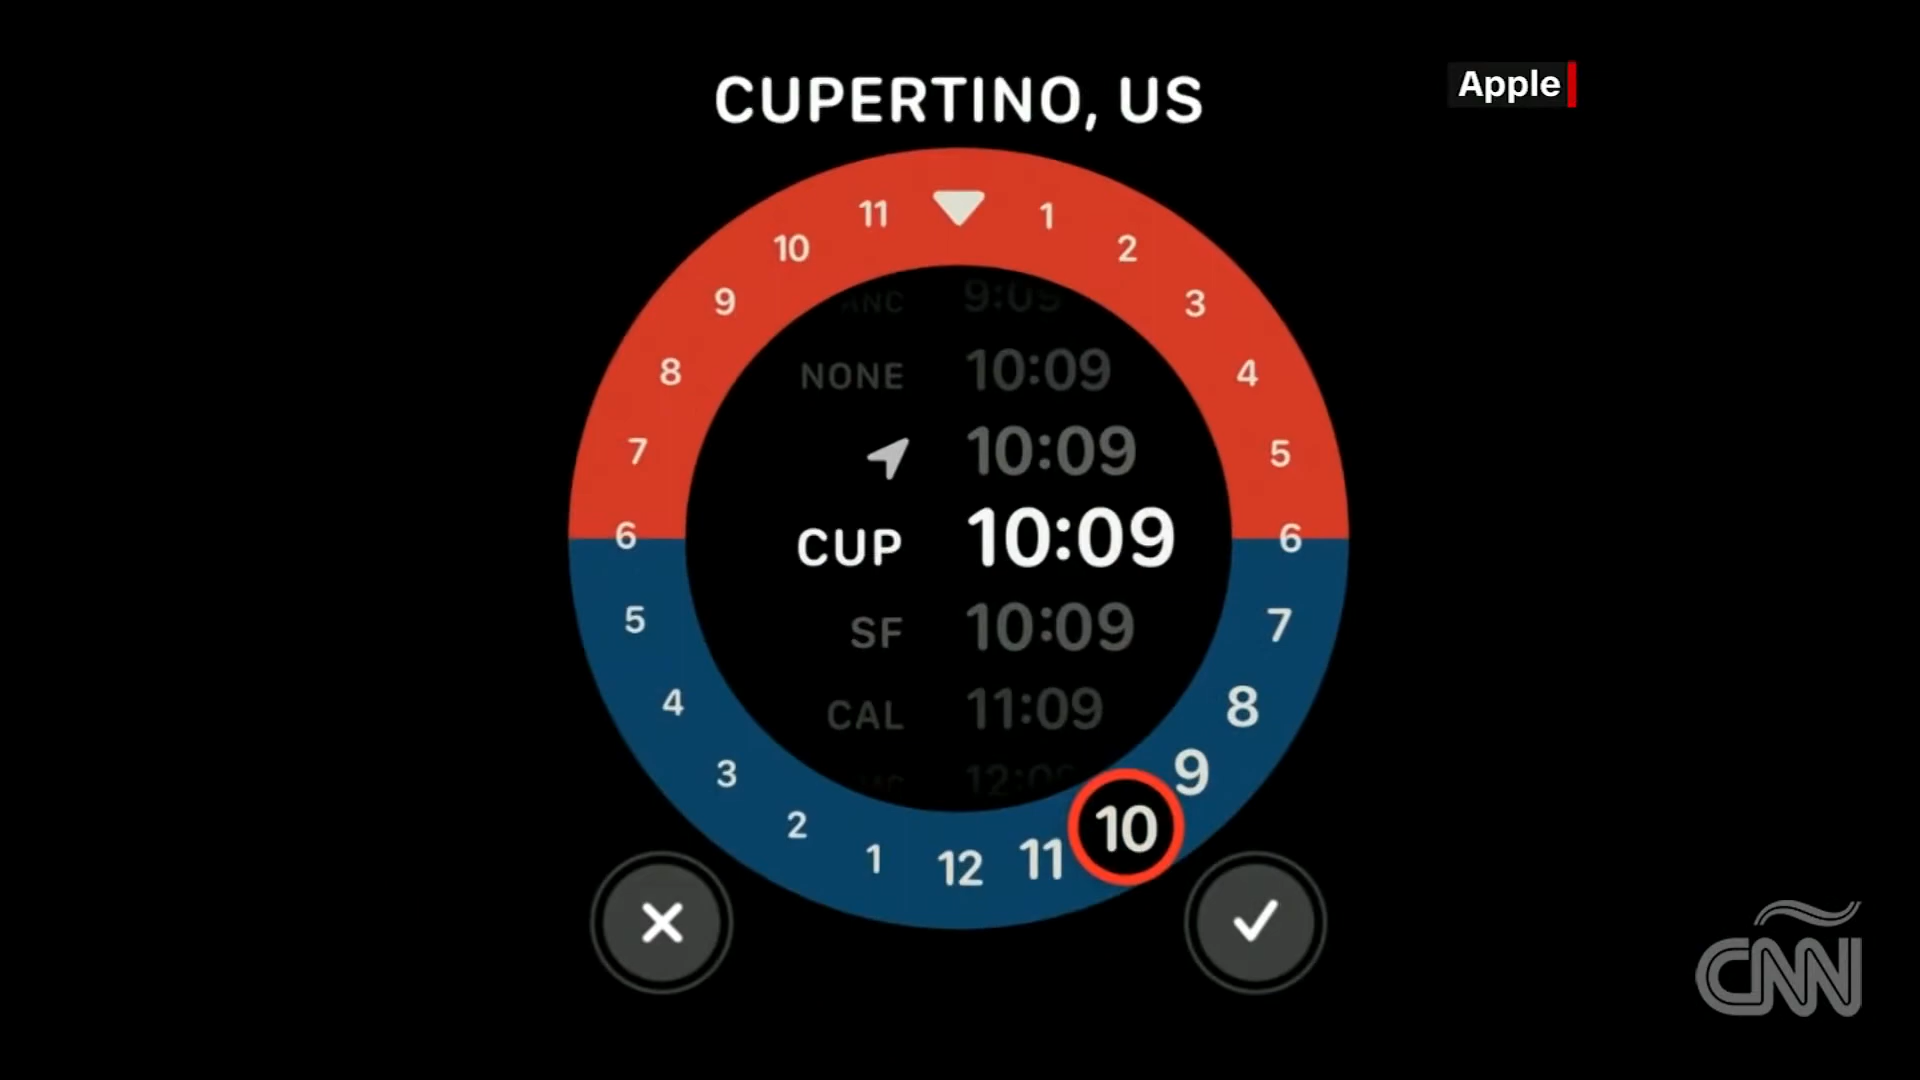 CUPERTINO, US
Apple
11 1
10 2
9 3
8 4
7 5
6 6
5 7
4 8
3 9
2 10
1 12 11
NONE 10:09
10:09
CUP 10:09
SF 10:09
CAL 11:09
CNN